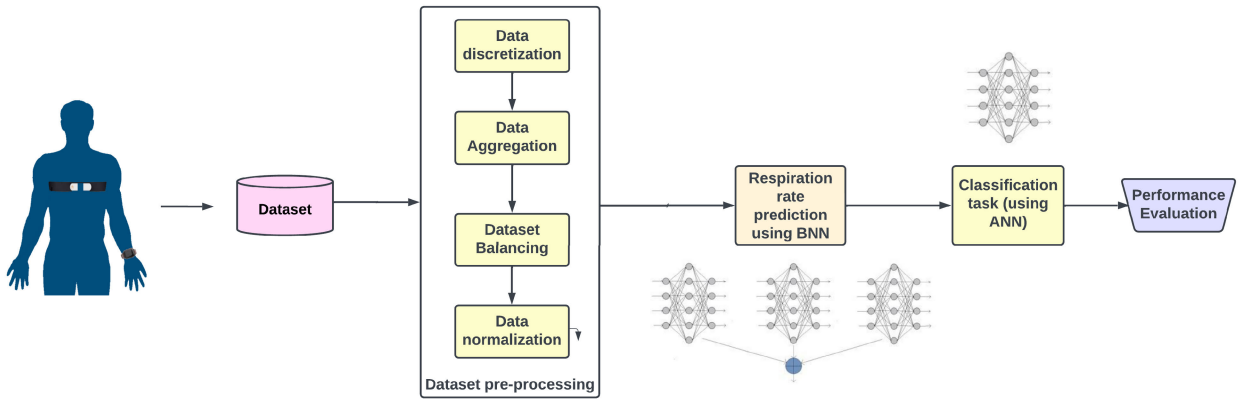 Data
discretization
Data
Aggregation
Dataset
Balancing
Data
normalization
Dataset pre-processing
Dataset
Respiration
rate
prediction
using BNN
Classification
task (using
ANN)
Performance
Evaluation